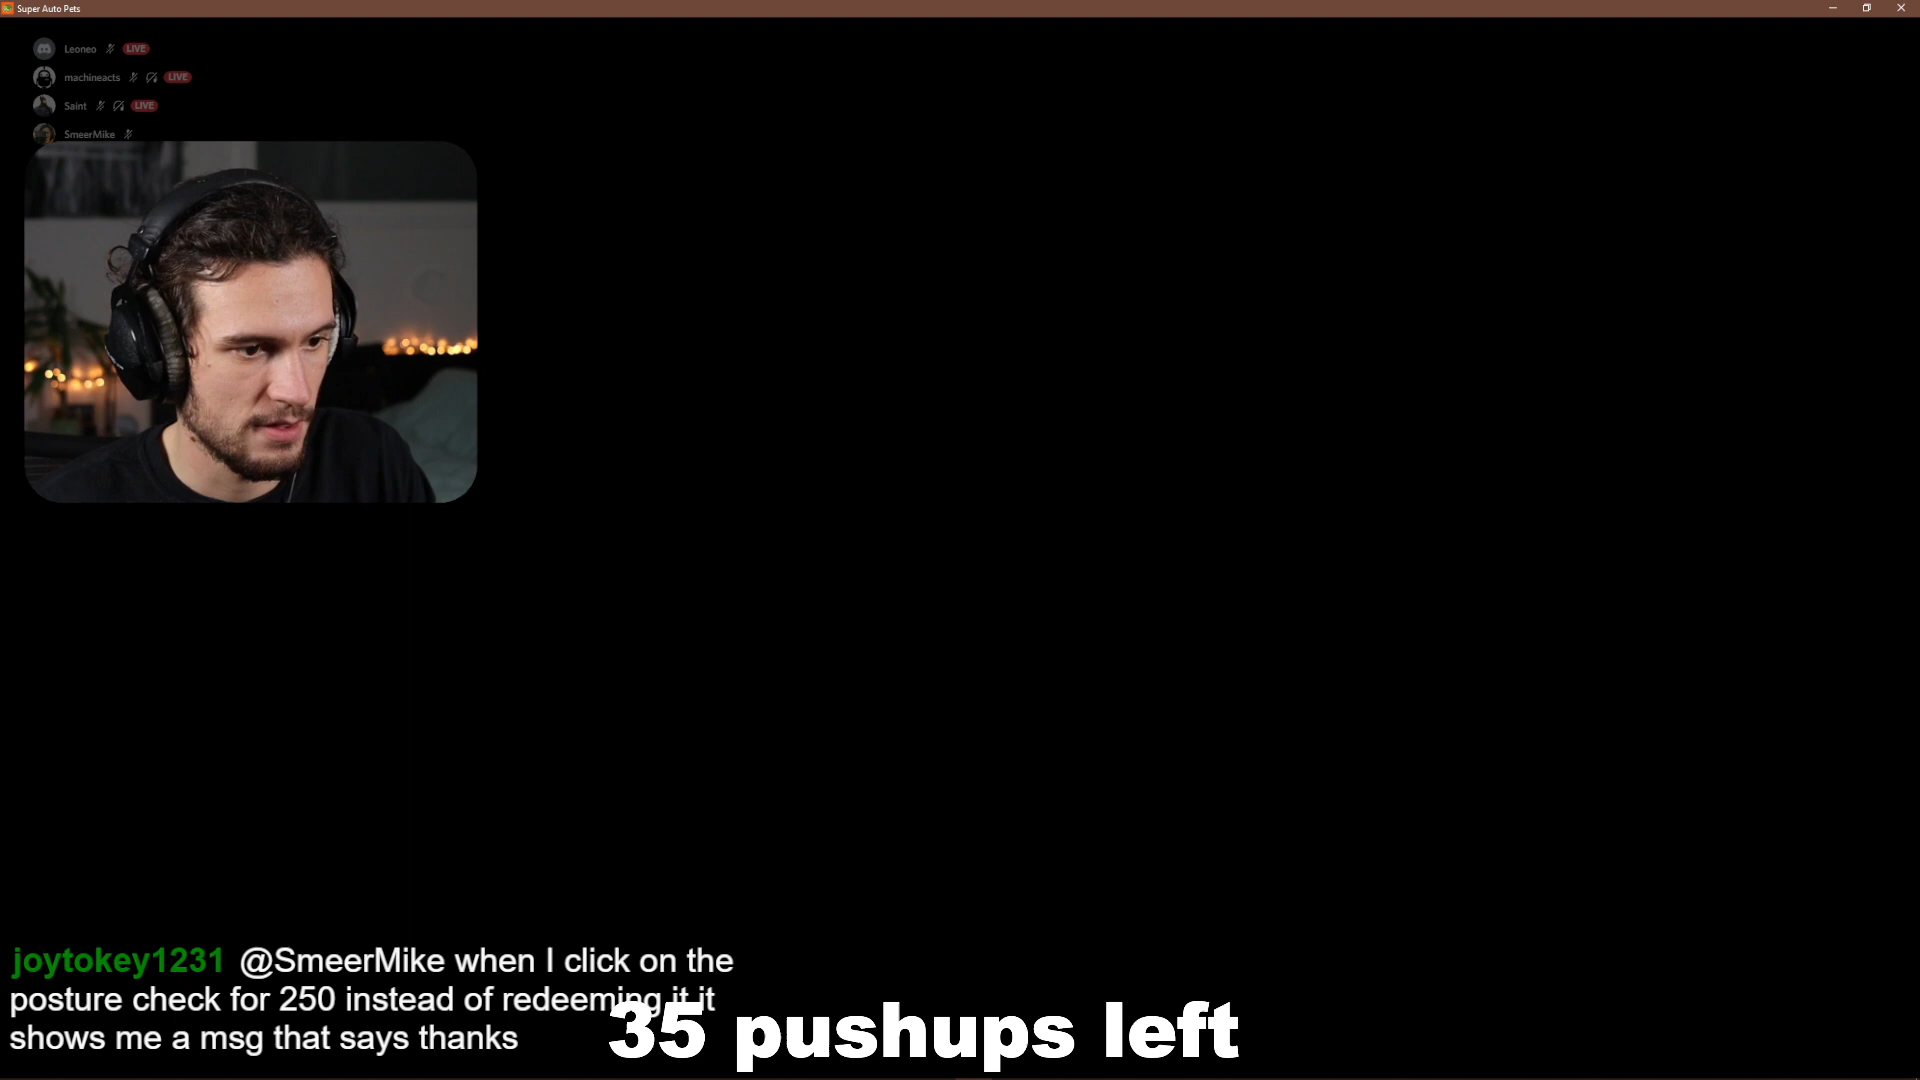 Super Auto Pets
Leoneo LIVE
machineacts LIVE
Saint LIVE
SmeerMike
joytokey1231 @SmeerMike when I click on the
posture check for 250 instead of redeeming it it
shows me a msg that says thanks
35 pushups left